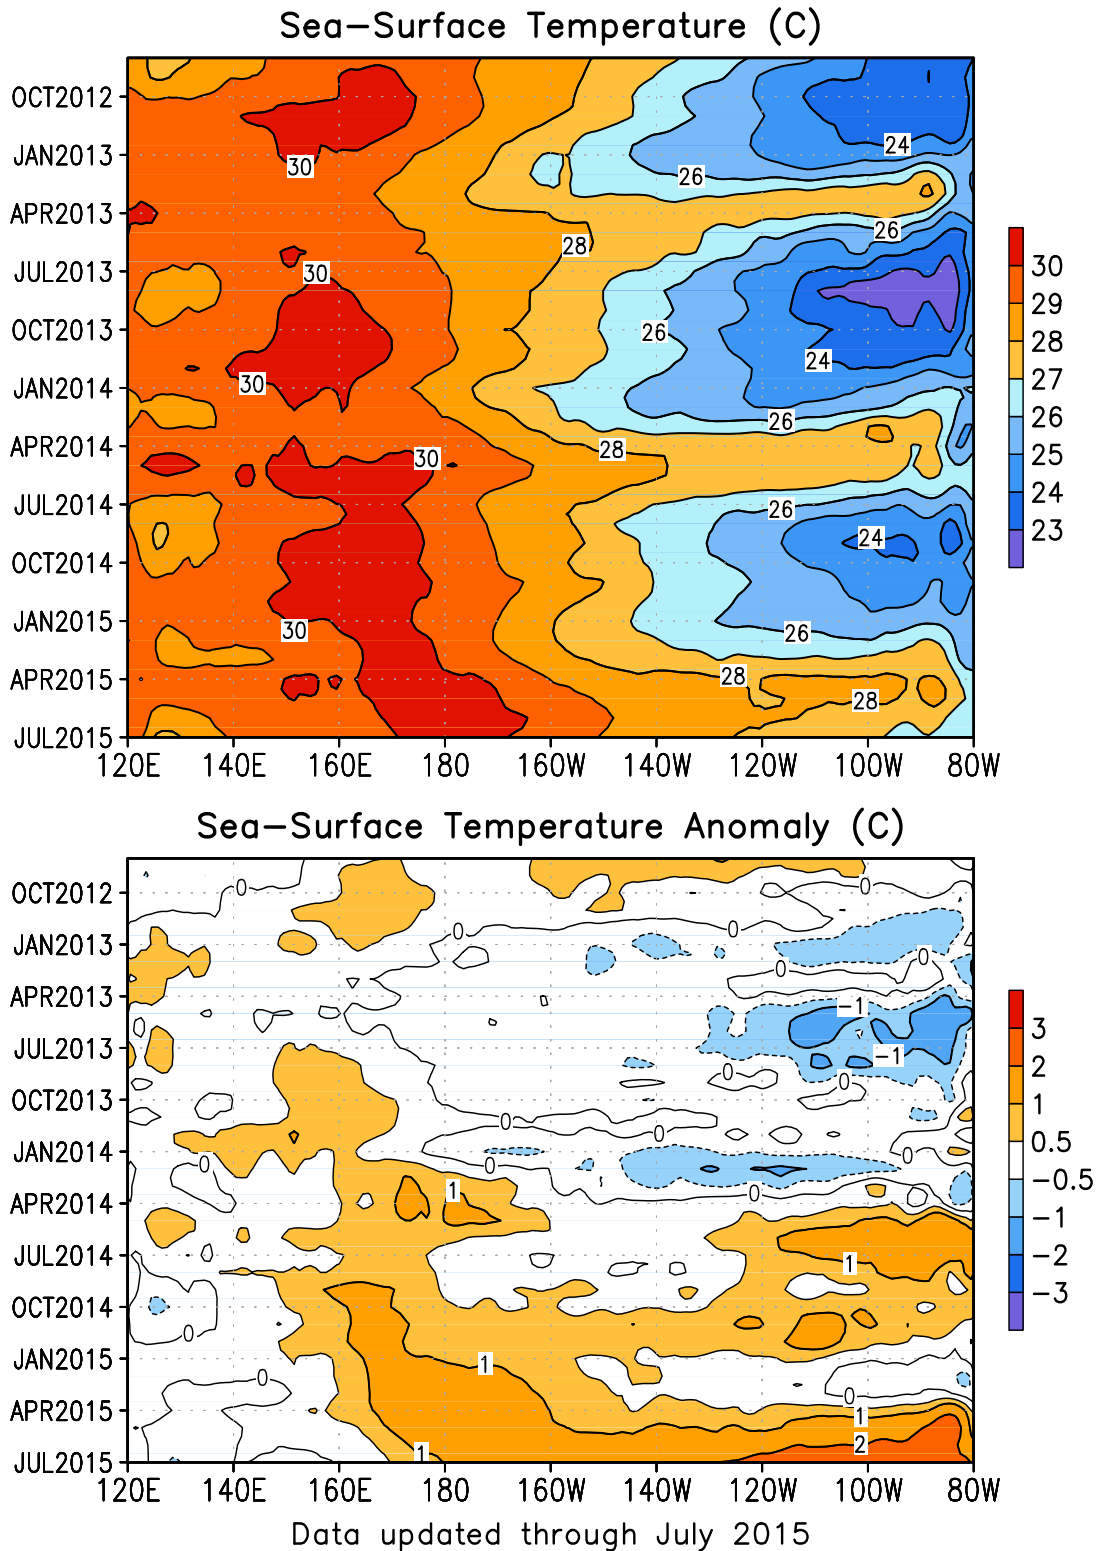 Sea-Surface Temperature (C)
OCT2012
JAN2013
APR2013
JUL2013
OCT2013
JAN2014
APR2014
JUL2014
OCT2014
JAN2015
APR2015
JUL2015
24
30
26
26
28
30
26
24
30
26
28
30
26
24
30
26
28
28
120E 140E 160E 180 160W 140W 120W 100W 80W
30
29
28
27
26
25
24
23
Sea-Surface Temperature Anomaly (C)
OCT2012
JAN2013
APR2013
JUL2013
OCT2013
JAN2014
APR2014
JUL2014
OCT2014
JAN2015
APR2015
JUL2015
0
0
0
0
0
0
-1
-1
0
0
0
0
0
0
1
0
1
0
1
0
0
1
2
1
120E 140E 160E 180 160W 140W 120W 100W 80W
3
2
1
0.5
-0.5
-1
-2
-3
Data updated through July 2015